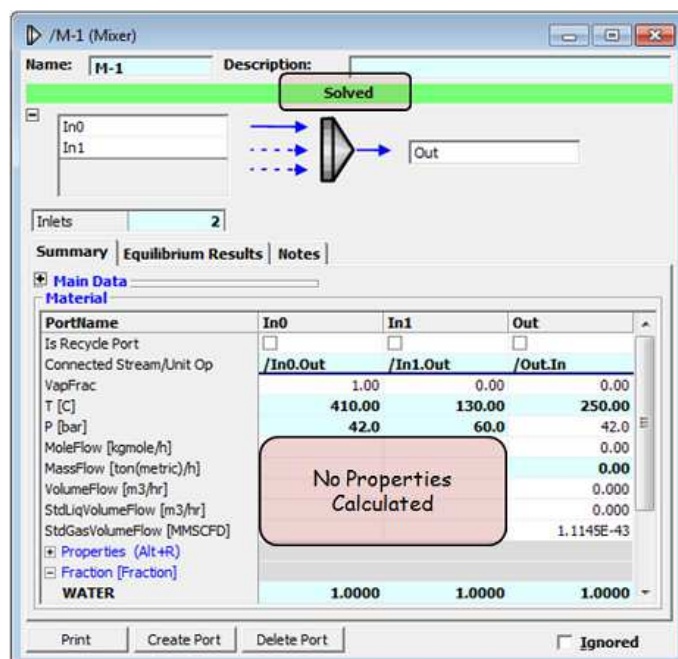 /M-1 (Mixer)
Name: M-1 Description:
Solved
In0
In1
Out
Inlets 2
Summary Equilibrium Results Notes
Main Data
Material
PortName In0 In1 Out
Is Recycle Port
Connected Stream/Unit Op /In0.Out /In1.Out /Out.In
VapFrac 1.00 0.00 0.00
T [C] 410.00 130.00 250.00
P [bar] 42.0 60.0 42.0
MoleFlow [kgmole/h] 0.00
MassFlow [ton(metric)/h] 0.00
VolumeFlow [m3/hr] 0.000
StdLiqVolumeFlow [m3/hr] 0.000
StdGasVolumeFlow [MMSCFD] 1.1145E-43
No Properties
Calculated
Properties (Alt+R)
Fraction [Fraction]
WATER 1.0000 1.0000 1.0000
Print Create Port Delete Port Ignored